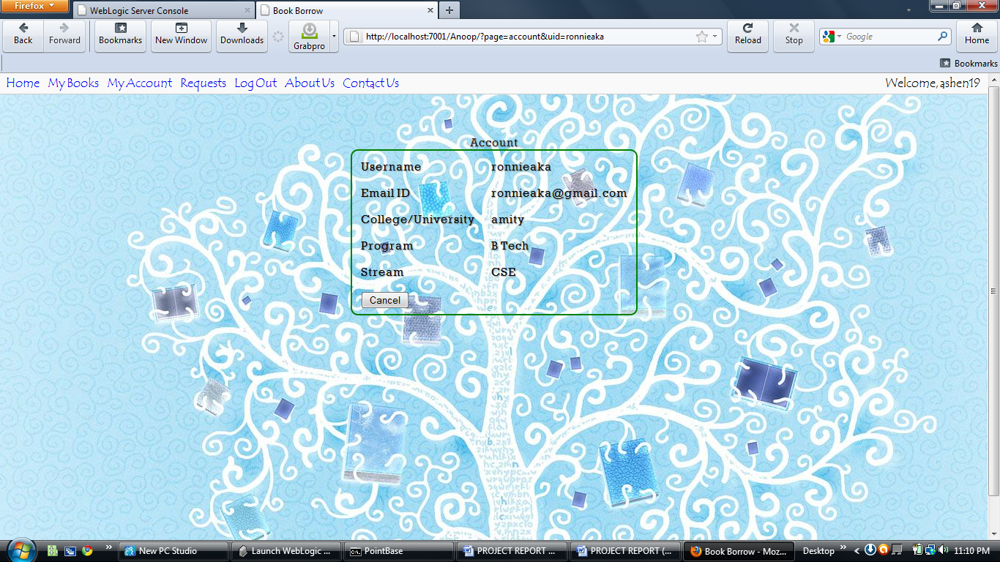 Firefox
WebLogic Server Console
Book Borrow
Back
Forward
Bookmarks
New Window
Downloads
Grabpro
http://localhost:7001/Anoop/?page=account&uid=ronnieaka
Reload
Stop
Google
Home
Bookmarks
Home My Books My Account Requests Log Out About Us Contact Us
Welcome, ashen19
Account
Username ronnieaka
Email ID ronnieaka@gmail.com
College/University amity
Program B Tech
Stream CSE
Cancel
New PC Studio
Launch WebLogic ...
PointBase
PROJECT REPORT ...
PROJECT REPORT (...
Book Borrow - Moz...
Desktop
11:10 PM